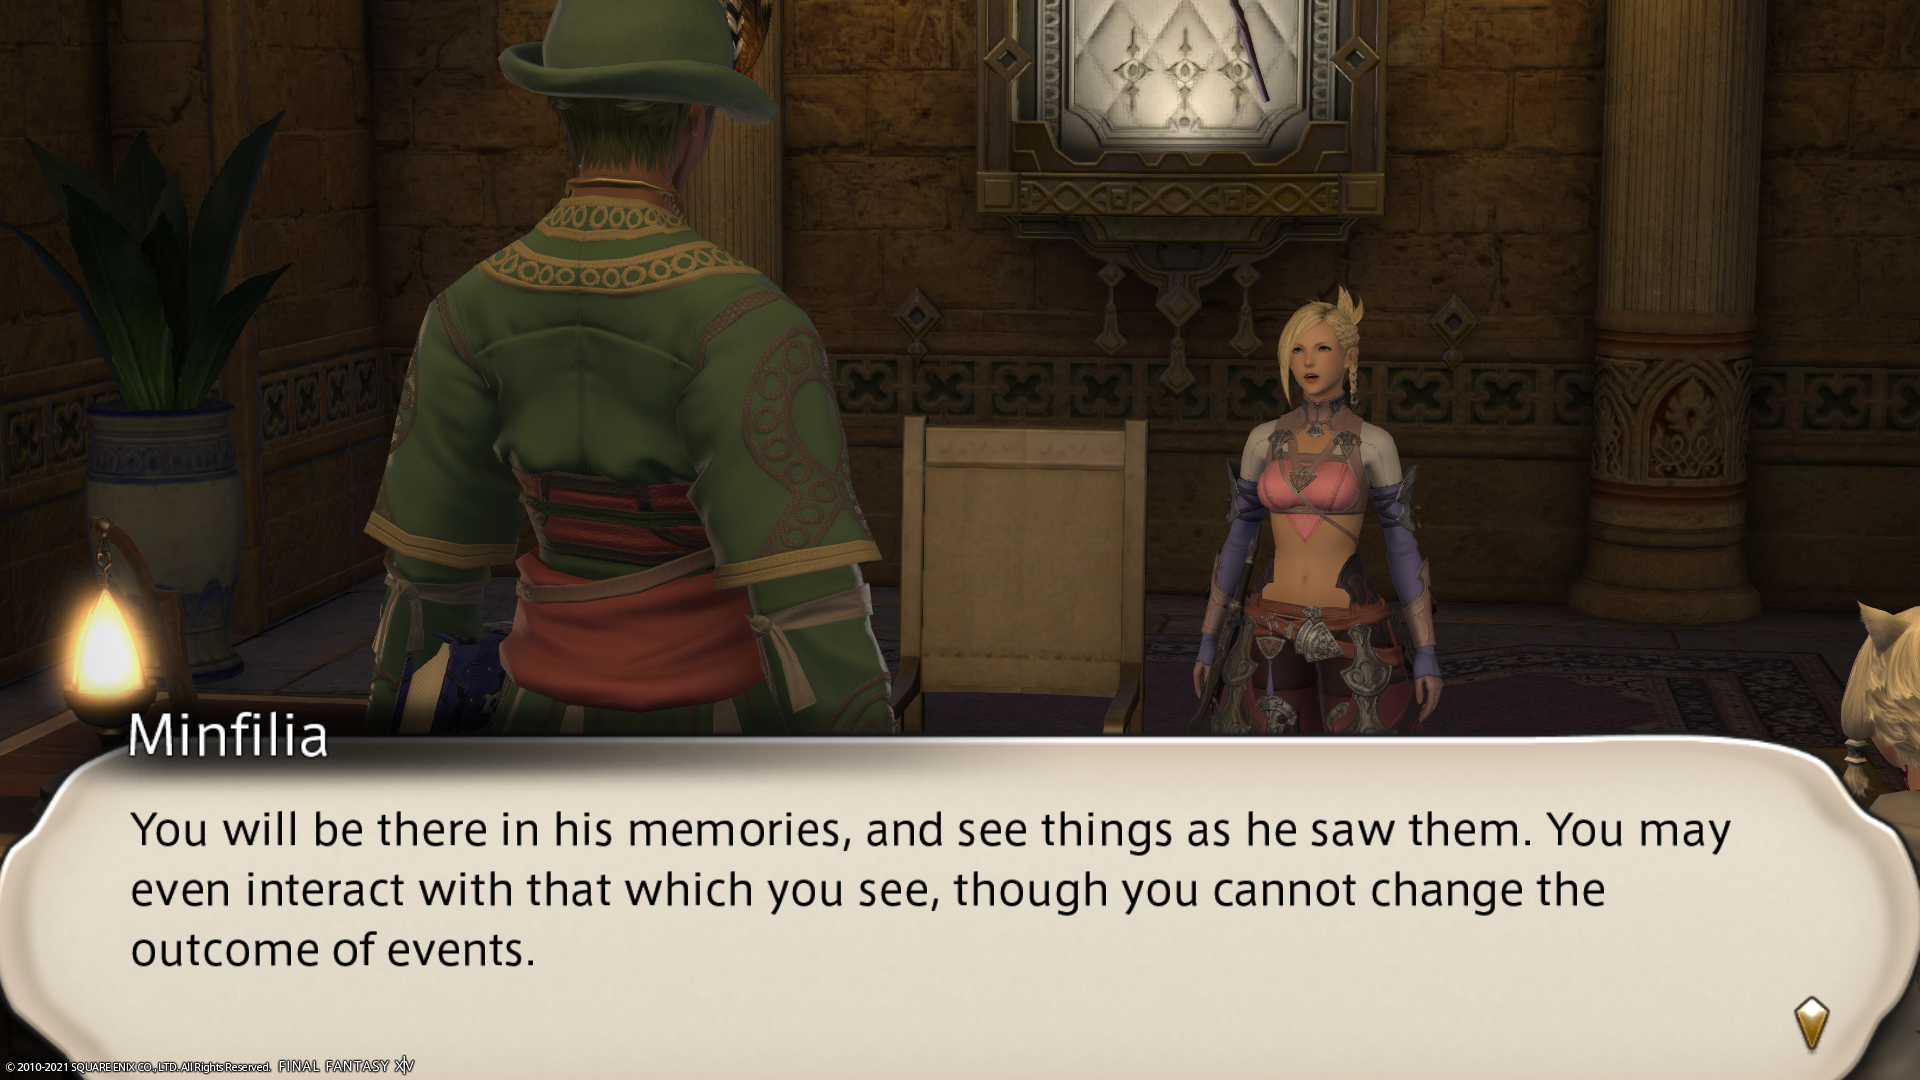 Minfilia
You will be there in his memories, and see things as he saw them. You may
even interact with that which you see, though you cannot change the
outcome of events.
© 2010-2021 SQUARE ENIX CO., LTD. All Rights Reserved. FINAL FANTASY XIV